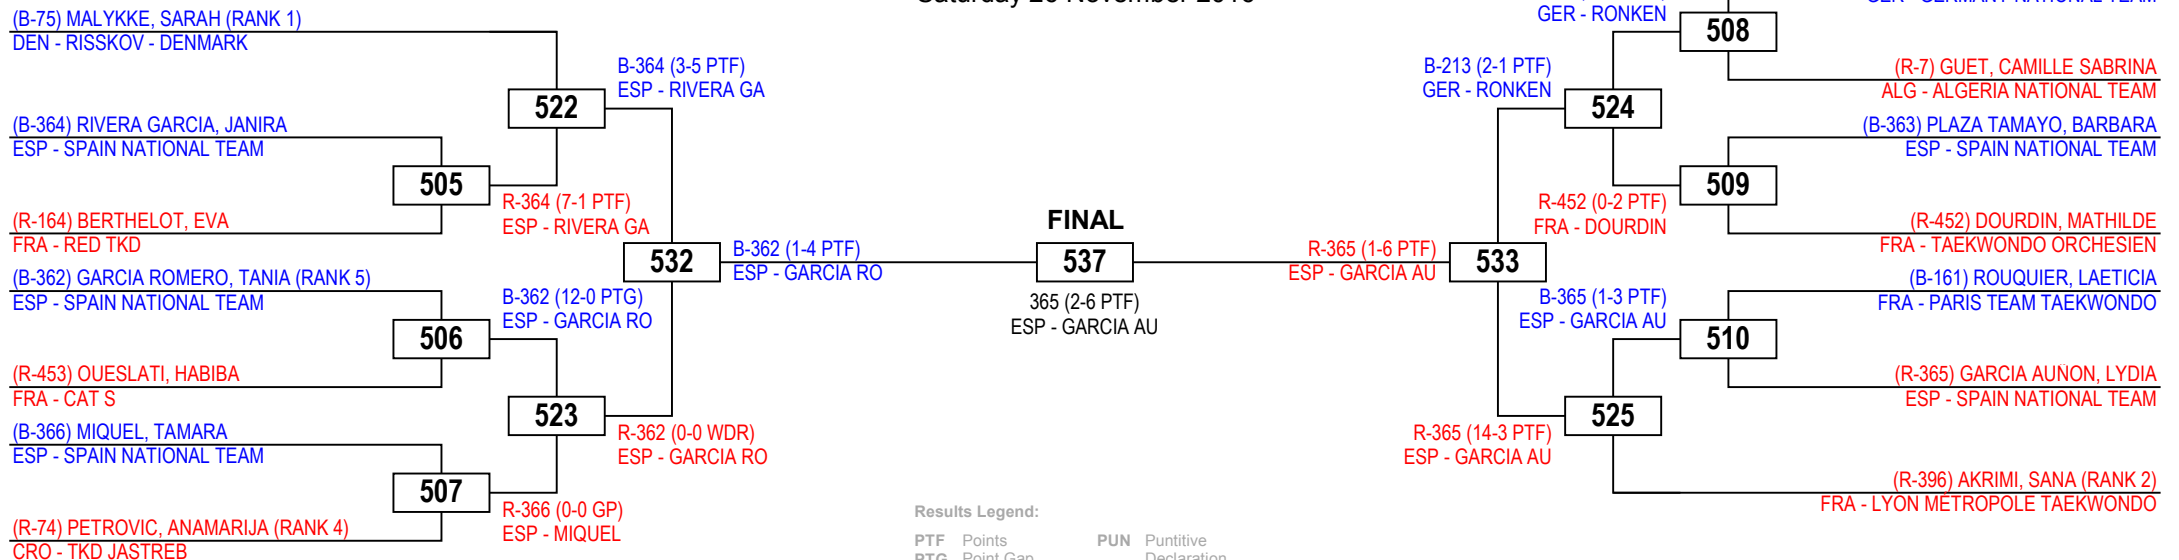 (B-75) MALYKKE, SARAH (RANK 1)
DEN - RISSKOV - DENMARK
(B-364) RIVERA GARCIA, JANIRA
ESP - SPAIN NATIONAL TEAM
(R-164) BERTHELOT, EVA
FRA - RED TKD
(B-362) GARCIA ROMERO, TANIA (RANK 5)
ESP - SPAIN NATIONAL TEAM
(R-453) OUESLATI, HABIBA
FRA - CAT S
(B-366) MIQUEL, TAMARA
ESP - SPAIN NATIONAL TEAM
(R-74) PETROVIC, ANAMARIJA (RANK 4)
CRO - TKD JASTREB
505
506
507
R-364 (7-1 PTF)
ESP - RIVERA GA
B-362 (12-0 PTG)
ESP - GARCIA RO
R-366 (0-0 GP)
ESP - MIQUEL
522
523
B-364 (3-5 PTF)
ESP - RIVERA GA
R-362 (0-0 WDR)
ESP - GARCIA RO
532
B-362 (1-4 PTF)
ESP - GARCIA RO
FINAL
537
365 (2-6 PTF)
ESP - GARCIA AU
R-365 (1-6 PTF)
ESP - GARCIA AU
533
B-213 (2-1 PTF)
GER - RONKEN
R-365 (14-3 PTF)
ESP - GARCIA AU
524
525
GER - RONKEN
R-452 (0-2 PTF)
FRA - DOURDIN
B-365 (1-3 PTF)
ESP - GARCIA AU
508
509
510
(R-7) GUET, CAMILLE SABRINA
ALG - ALGERIA NATIONAL TEAM
(B-363) PLAZA TAMAYO, BARBARA
ESP - SPAIN NATIONAL TEAM
(R-452) DOURDIN, MATHILDE
FRA - TAEKWONDO ORCHESIEN
(B-161) ROUQUIER, LAETICIA
FRA - PARIS TEAM TAEKWONDO
(R-365) GARCIA AUÑON, LYDIA
ESP - SPAIN NATIONAL TEAM
(R-396) AKRIMI, SANA (RANK 2)
FRA - LYON MÉTROPOLE TAEKWONDO
Results Legend:
PTF Points
PUN Puntitive
PTG Point Gap
Declaration